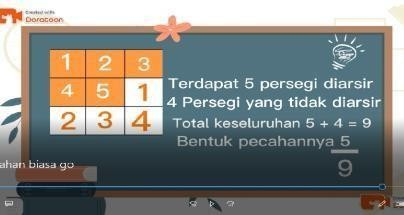 Created with
Doratoon
1 2 3
4 5 1
2 3 4
Terdapat 5 persegi diarsir
4 Persegi yang tidak diarsir
Total keseluruhan 5 + 4 = 9
Bentuk pecahannya 5
9
ahan biasa go